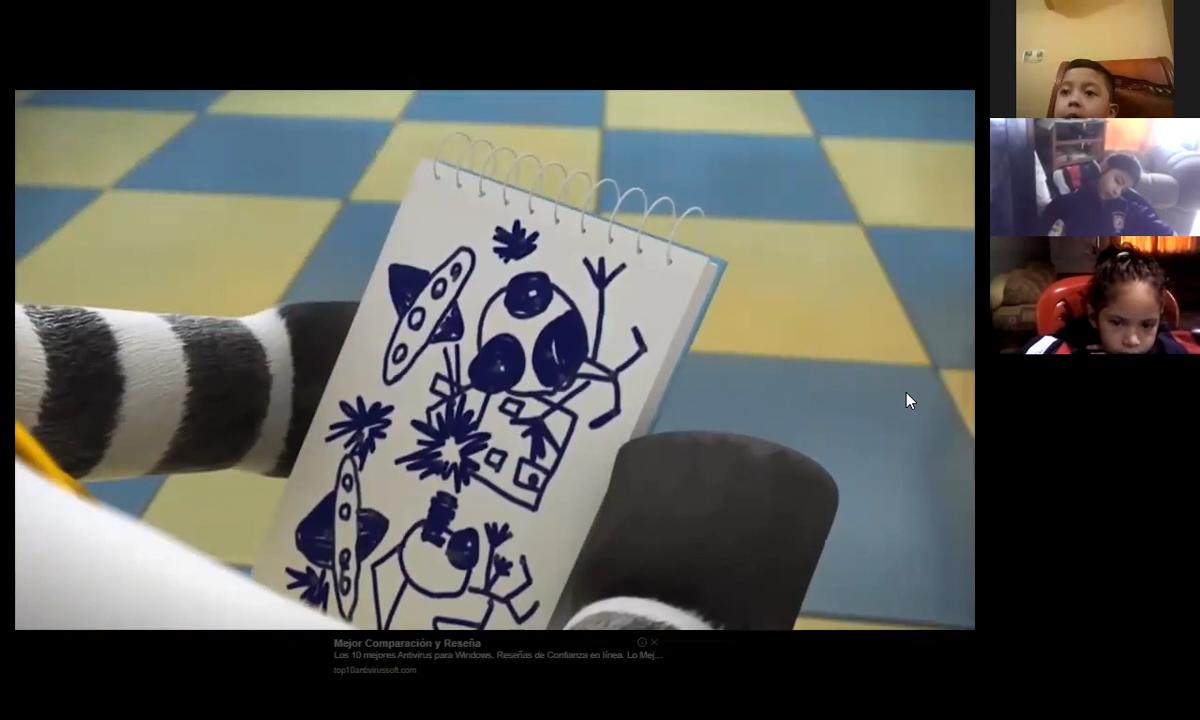 Mejor Comparación y Reseña
Los 10 mejores Antivirus para Windows. Reseñas de Confianza en línea. Lo Mej...
top10antivirussoft.com